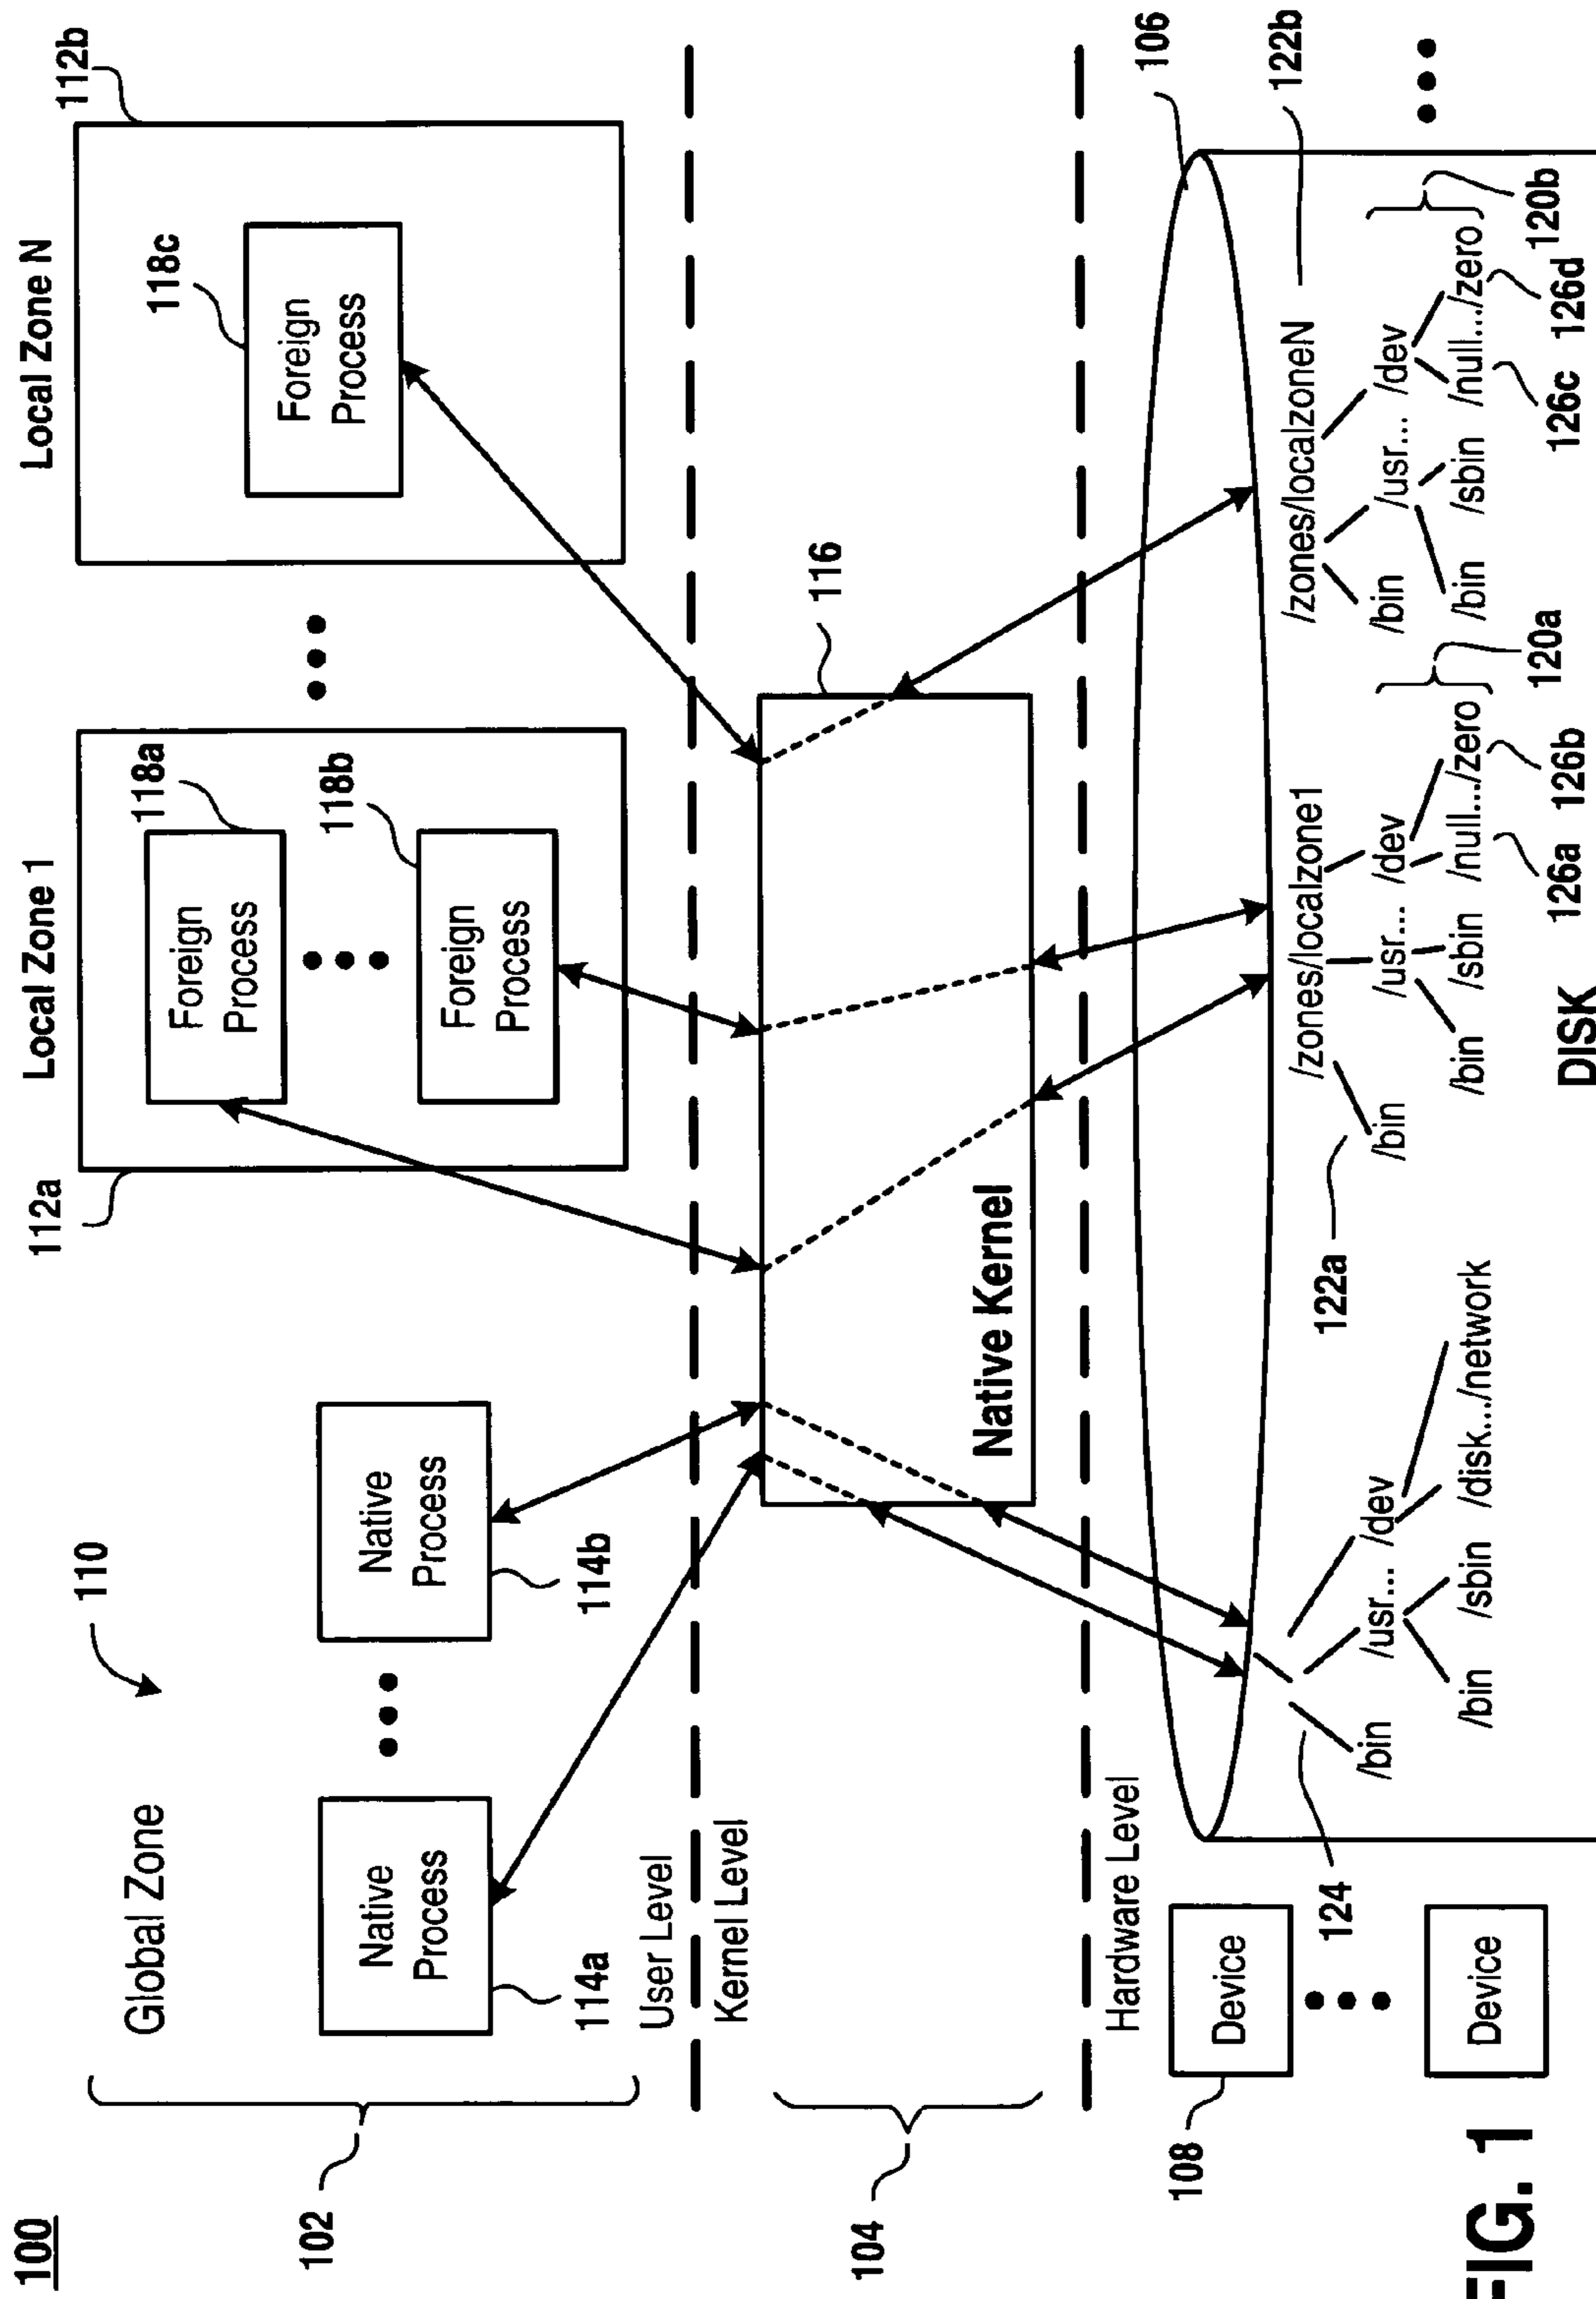 100
Local Zone 1
Local Zone N
112b
110
112a
Global Zone
118a
118c
Foreign
Process
Foreign
Process
118b
Foreign
Process
102
Native
Process
Native
Process
114a
114b
User Level
Kernel Level
116
104
Native Kernel
Hardware Level
106
108
Device
122b
/zones/localzoneN
/zones/localzone1
122a
124
/bin
/usr... /dev
/bin
/usr... /dev
/bin
/usr... /dev
/bin
/sbin
/disk.../network
/bin
/sbin
/null.../zero
/bin
/sbin
/null.../zero
Device
120a
120b
126a
126b
126c
126d
DISK
FIG. 1